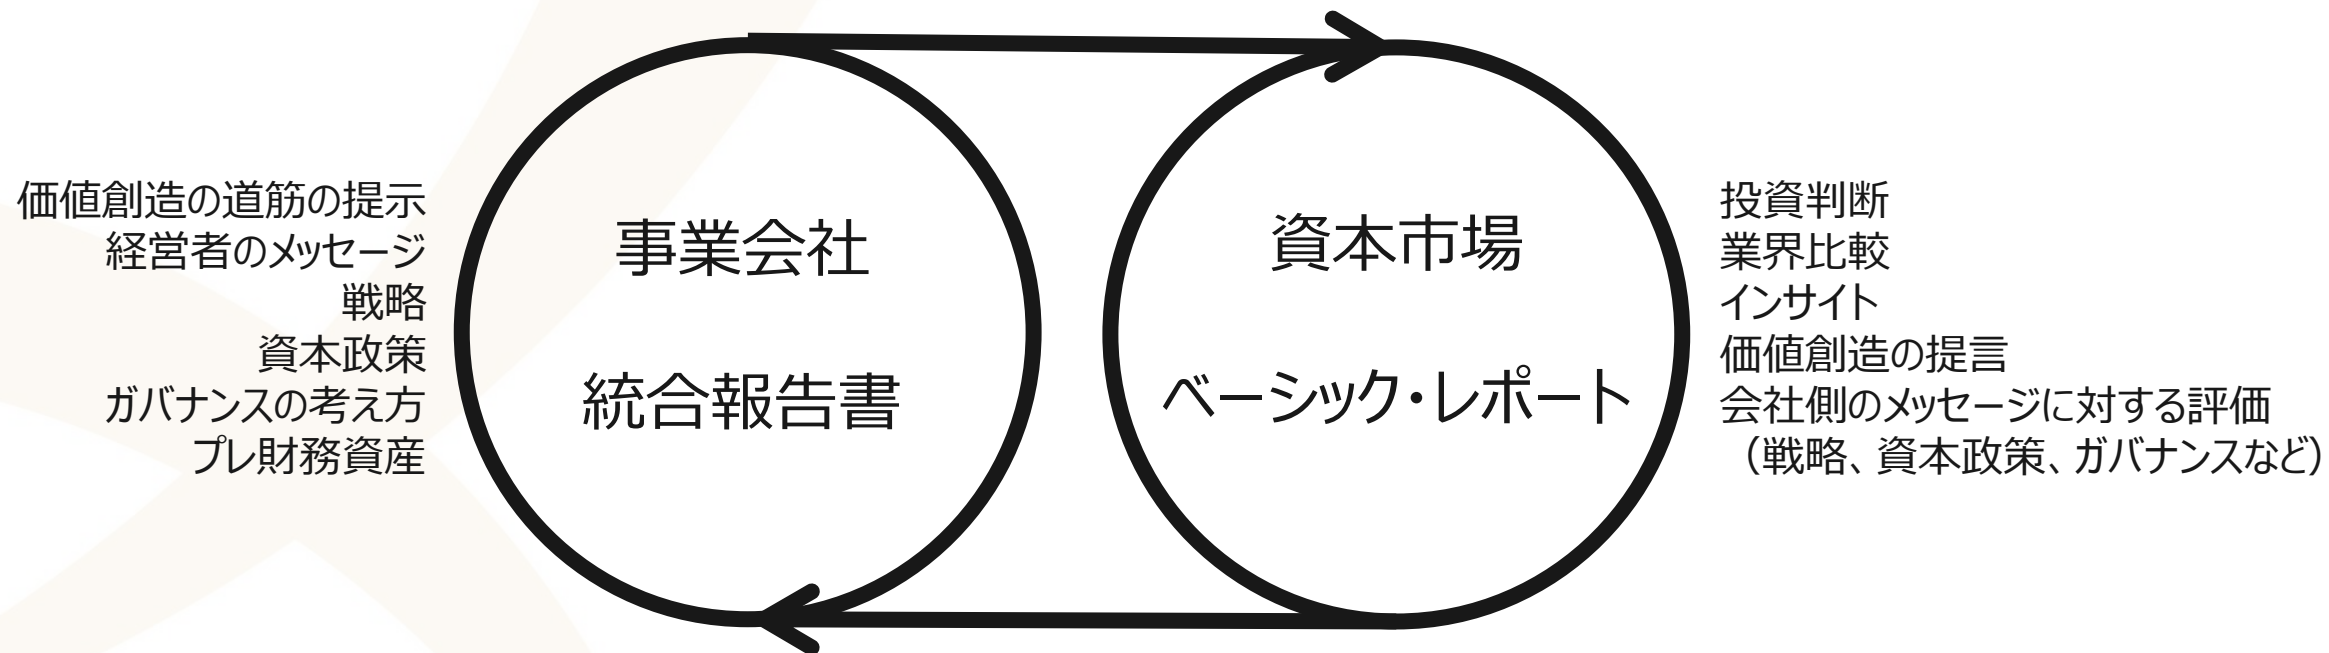 価値創造の道筋の提示
経営者のメッセージ
戦略
資本政策
ガバナンスの考え方
プレ財務資産
事業会社
統合報告書
資本市場
ベーシック・レポート
投資判断
業界比較
インサイト
価値創造の提言
会社側のメッセージに対する評価
（戦略、資本政策、ガバナンスなど）